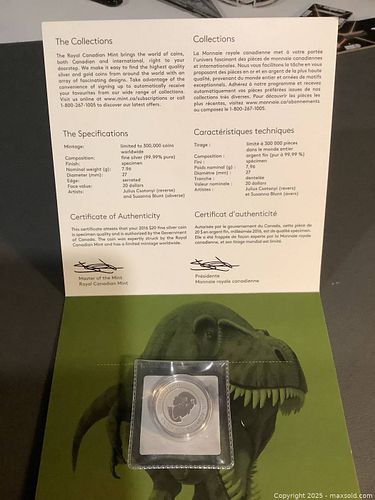 The Collections
The Royal Canadian Mint brings the world of coins,
both Canadian and international, right to your
doorstep. We make it easy to find the highest quality
silver and gold coins from around the world with an
array of fascinating designs. Take advantage of the
convenience of signing up to automatically receive
your favourites from our wide range of collections.
Visit us online at www.mint.ca/subscriptions or call
1-800-267-1005 to discover our latest offers.
The Specifications
Mintage: limited to 300,000 coins
worldwide
Composition: fine silver (99.99% pure)
Finish: specimen
Nominal weight (g): 7.96
Diameter (mm): 27
Edge: serrated
Face value: 20 dollars
Artists: Julius Csotonyi (reverse)
and Susanna Blunt (obverse)
Certificate of Authenticity
This certificate attests that your 2016 $20 fine silver coin
is specimen quality and is authorized by the Government of
Canada. The coin was expertly struck by the Royal
Canadian Mint and has a limited mintage worldwide.
Master of the Mint
Royal Canadian Mint
Collections
La Monnaie royale canadienne met à votre portée
l'univers fascinant des pièces de monnaie canadiennes
et internationales. Nous vous facilitons la tâche en vous
proposant des pièces en or et en argent de la plus haute
qualité, provenant du monde entier et ornées de motifs
exceptionnels. Adhérez à notre programme et recevez
automatiquement vos pièces préférées issues de nos
collections très diverses. Pour découvrir les pièces les
plus récentes, visitez www.monnaie.ca/abonnements
ou composez le 1-800-267-1005.
Caractéristiques techniques
Tirage : limité à 300 000 pièces
dans le monde entier
Composition : argent fin (pur à 99,99 %)
Fini : spécimen
Poids nominal (g) : 7,96
Diamètre (mm) : 27
Tranche : dentelée
Valeur nominale : 20 dollars
Artistes : Julius Csotonyi (revers)
et Susanna Blunt (avers)
Certificat d'authenticité
Autorisée par le gouvernement du Canada, cette pièce de
20 $ en argent fin, millésimée 2016, est de qualité spécimen.
Elle a été frappée de façon experte par la Monnaie royale
canadienne, et son tirage mondial est limité.
Présidente
Monnaie royale canadienne
Copyright 2025 - maxsold.com